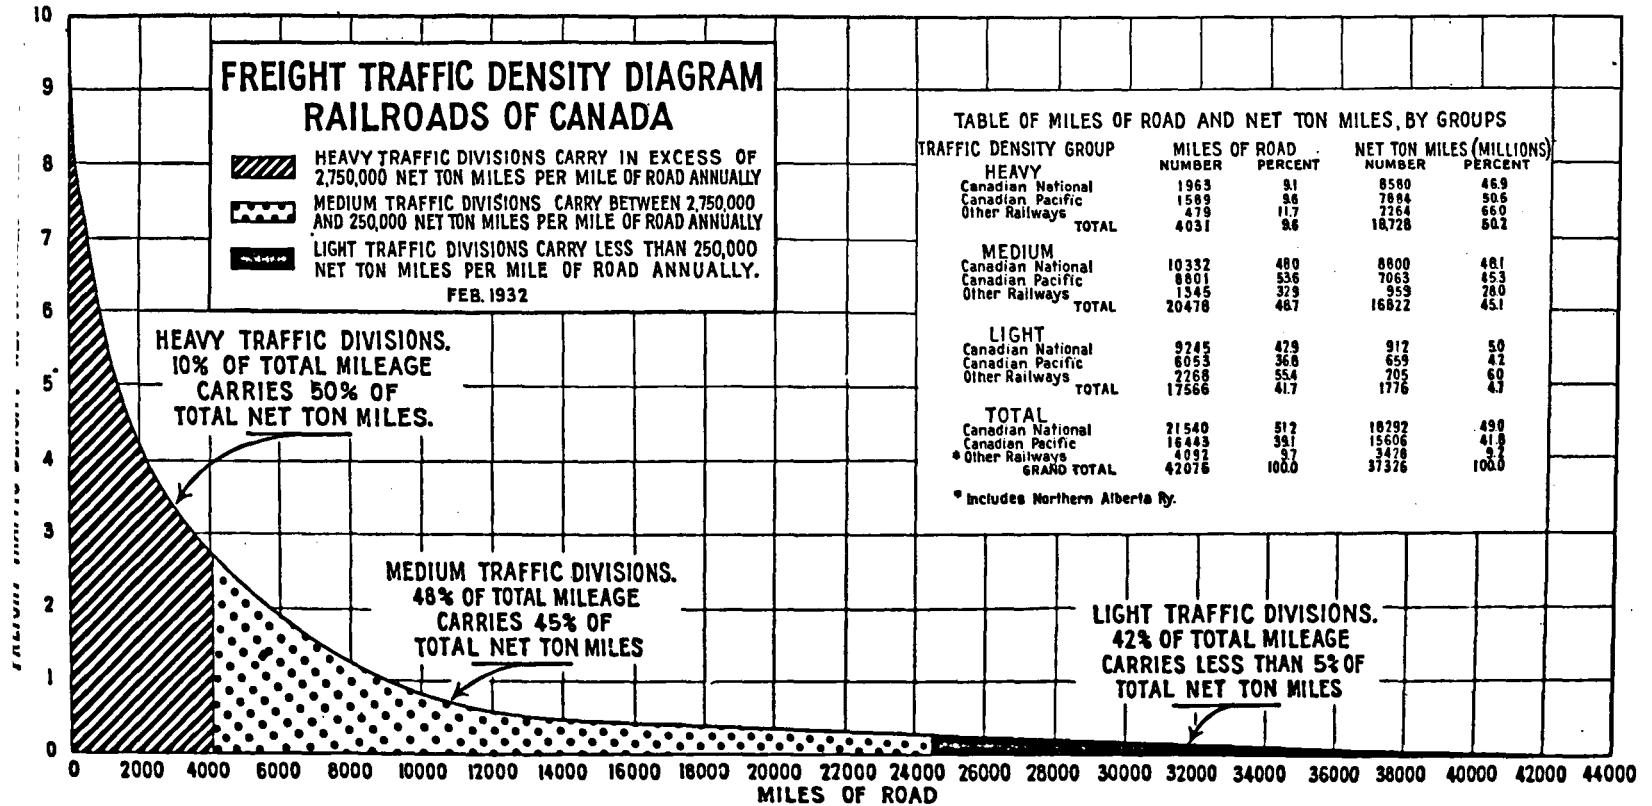 10
9
8
7
6
5
4
3
2
1
0
FREIGHT TRAFFIC DENSITY DIAGRAM
RAILROADS OF CANADA
HEAVY TRAFFIC DIVISIONS CARRY IN EXCESS OF
2,750,000 NET TON MILES PER MILE OF ROAD ANNUALLY
MEDIUM TRAFFIC DIVISIONS CARRY BETWEEN 2,750,000
AND 250,000 NET TON MILES PER MILE OF ROAD ANNUALLY
LIGHT TRAFFIC DIVISIONS CARRY LESS THAN 250,000
NET TON MILES PER MILE OF ROAD ANNUALLY.
FEB. 1932
HEAVY TRAFFIC DIVISIONS.
10% OF TOTAL MILEAGE
CARRIES 50% OF
TOTAL NET TON MILES.
MEDIUM TRAFFIC DIVISIONS.
48% OF TOTAL MILEAGE
CARRIES 45% OF
TOTAL NET TON MILES
LIGHT TRAFFIC DIVISIONS.
42% OF TOTAL MILEAGE
CARRIES LESS THAN 5% OF
TOTAL NET TON MILES
TABLE OF MILES OF ROAD AND NET TON MILES, BY GROUPS
TRAFFIC DENSITY GROUP MILES OF ROAD NET TON MILES (MILLIONS)
NUMBER PERCENT NUMBER PERCENT
HEAVY
Canadian National 1963 9.1 8580 46.9
Canadian Pacific 1589 9.6 7884 50.6
Other Railways 479 11.7 2264 66.0
TOTAL 4031 9.6 18,728 50.2
MEDIUM
Canadian National 10332 48.0 8800 48.1
Canadian Pacific 8801 53.6 7063 45.3
Other Railways 1345 32.9 959 28.0
TOTAL 20478 48.7 16822 45.1
LIGHT
Canadian National 9245 42.9 912 5.0
Canadian Pacific 6053 36.8 659 4.2
Other Railways 2268 55.4 205 6.0
TOTAL 17566 41.7 1776 4.7
TOTAL
Canadian National 21540 51.2 18292 49.0
Canadian Pacific 16443 39.1 15606 41.8
* Other Railways 4092 9.7 3428 9.2
GRAND TOTAL 42076 100.0 37326 100.0
* Includes Northern Alberta Ry.
0 2000 4000 6000 8000 10000 12000 14000 16000 18000 20000 22000 24000 26000 28000 30000 32000 34000 36000 38000 40000 42000 44000
MILES OF ROAD